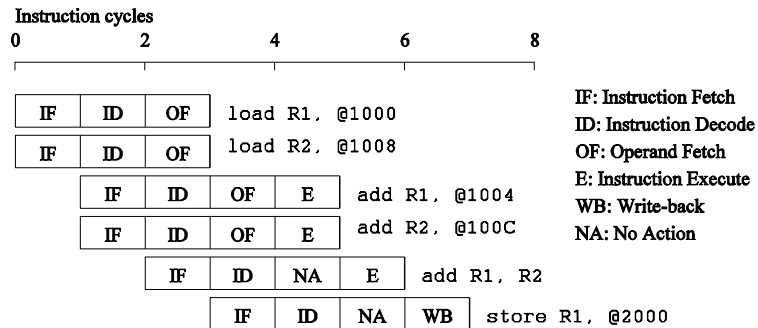 Instruction cycles
0 2 4 6 8
IF ID OF load R1, @1000
IF ID OF load R2, @1008
IF ID OF E add R1, @1004
IF ID OF E add R2, @100C
IF ID NA E add R1, R2
IF ID NA WB store R1, @2000
IF: Instruction Fetch
ID: Instruction Decode
OF: Operand Fetch
E: Instruction Execute
WB: Write-back
NA: No Action